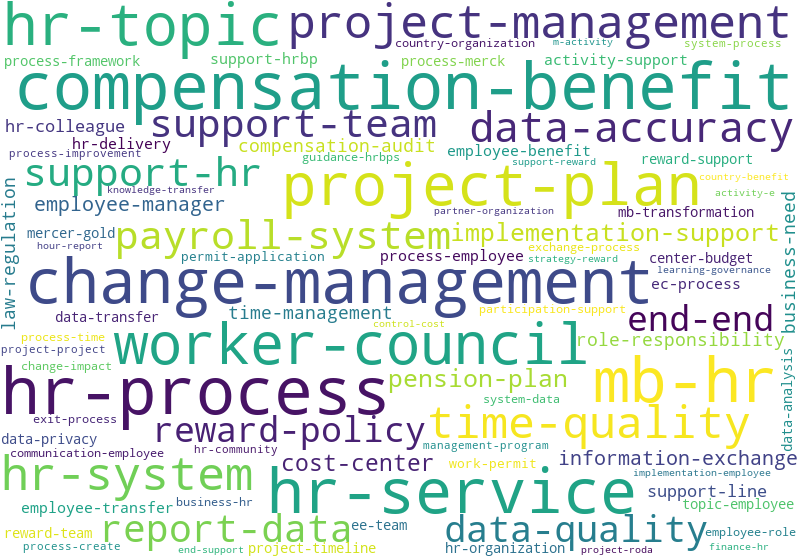 hr-topic
project-management
country-organization
m-activity
system-process
process-framework
support-hrbp
process-merck
activity-support
compensation-benefit
hr-colleague
support-team
data-accuracy
hr-delivery
compensation-audit
employee-benefit
process-improvement
guidance-hrbps
support-reward
reward-support
support-hr
project-plan
country-benefit
knowledge-transfer
activity-e
law-regulation
employee-manager
partner-organization
mb-transformation
business-need
mercer-gold
payroll-system
implementation-support
hour-report
exchange-process
permit-application
process-employee
strategy-reward
center-budget
change-management
learning-governance
ec-process
data-transfer
time-management
participation-support
end-end
control-cost
process-time
worker-council
role-responsibility
project-project
change-impact
hr-process
pension-plan
mb-hr
data-analysis
system-data
exit-process
reward-policy
time-quality
data-privacy
management-program
communication-employee
hr-community
cost-center
work-permit
information-exchange
hr-system
hr-service
implementation-employee
support-line
employee-transfer
business-hr
topic-employee
reward-team
report-data
ee-team
data-quality
employee-role
process-create
end-support
project-timeline
hr-organization
project-roda
finance-hr